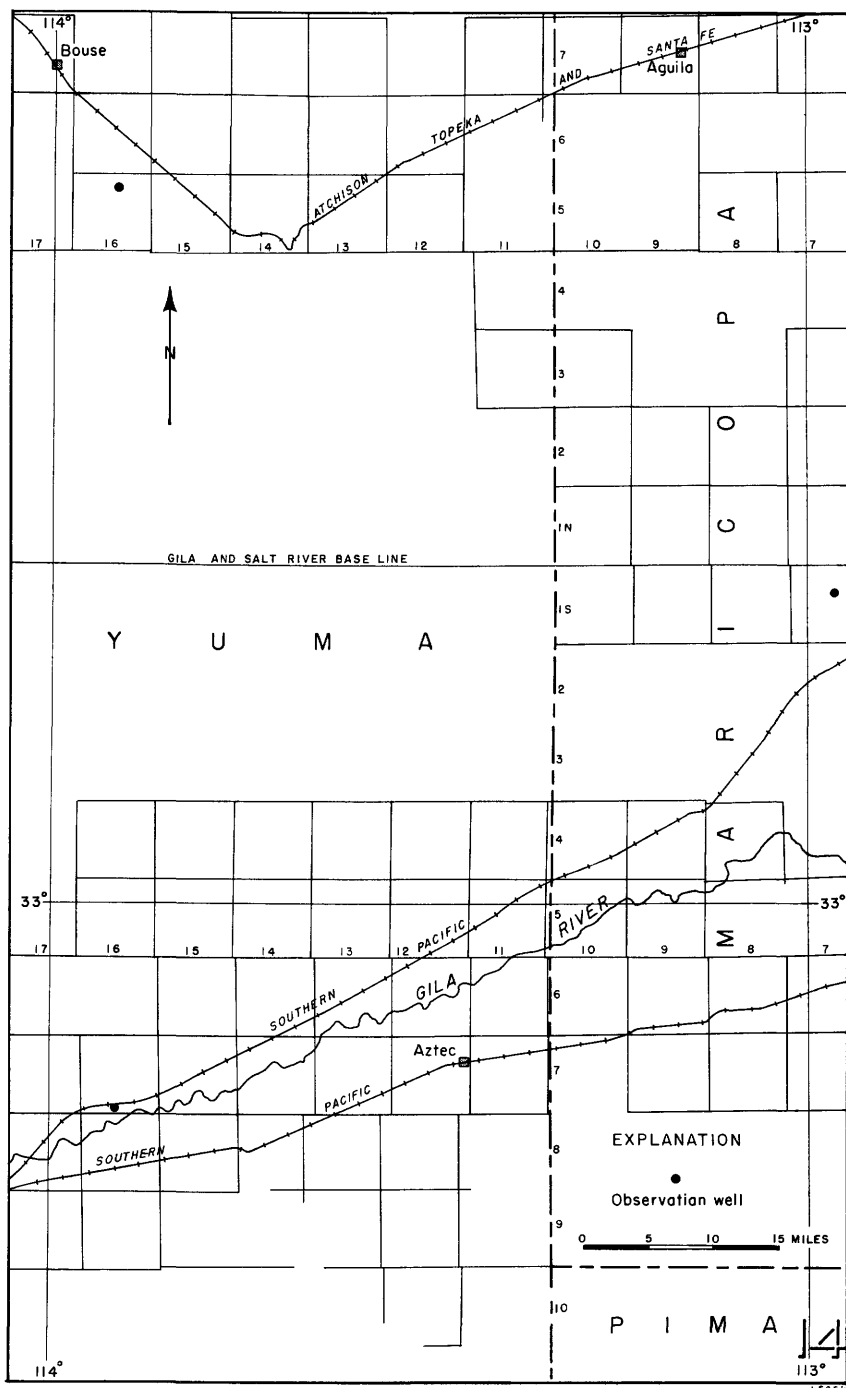 114°
113°
Bouse
7
SANTA FE
AND
Aguila
TOPEKA
6
ATCHISON
5
A
17 16 15 14 13 12 11 10 9 8 7
4
P
N
3
O
2
C
1N
GILA AND SALT RIVER BASE LINE
1S
I
YUMA
2
R
3
4
A
33°
33°
5
RIVER
PACIFIC
M
17 16 15 14 13 12 11 10 9 8 7
GILA
6
SOUTHERN
Aztec
7
PACIFIC
EXPLANATION
8
SOUTHERN
Observation well
9
0 5 10 15 MILES
10
PIMA
114°
113°